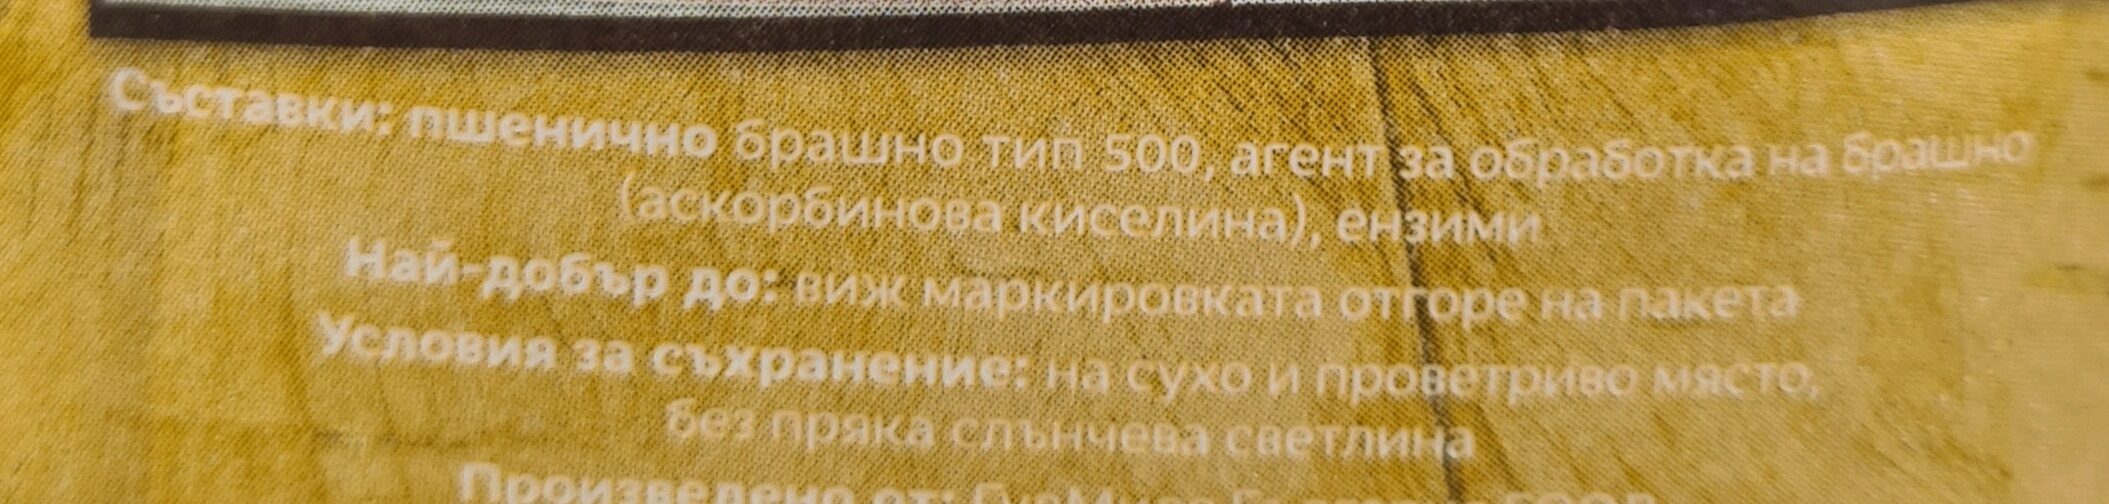 Съставки: пшенично брашно тип 500, агент за обработка на брашно
(аскорбинова киселина), ензими
Най-добър до: виж маркировката отгоре на пакета
Условия за съхранение: на сухо и проветриво място,
без пряка слънчева светлина
Произведено от: